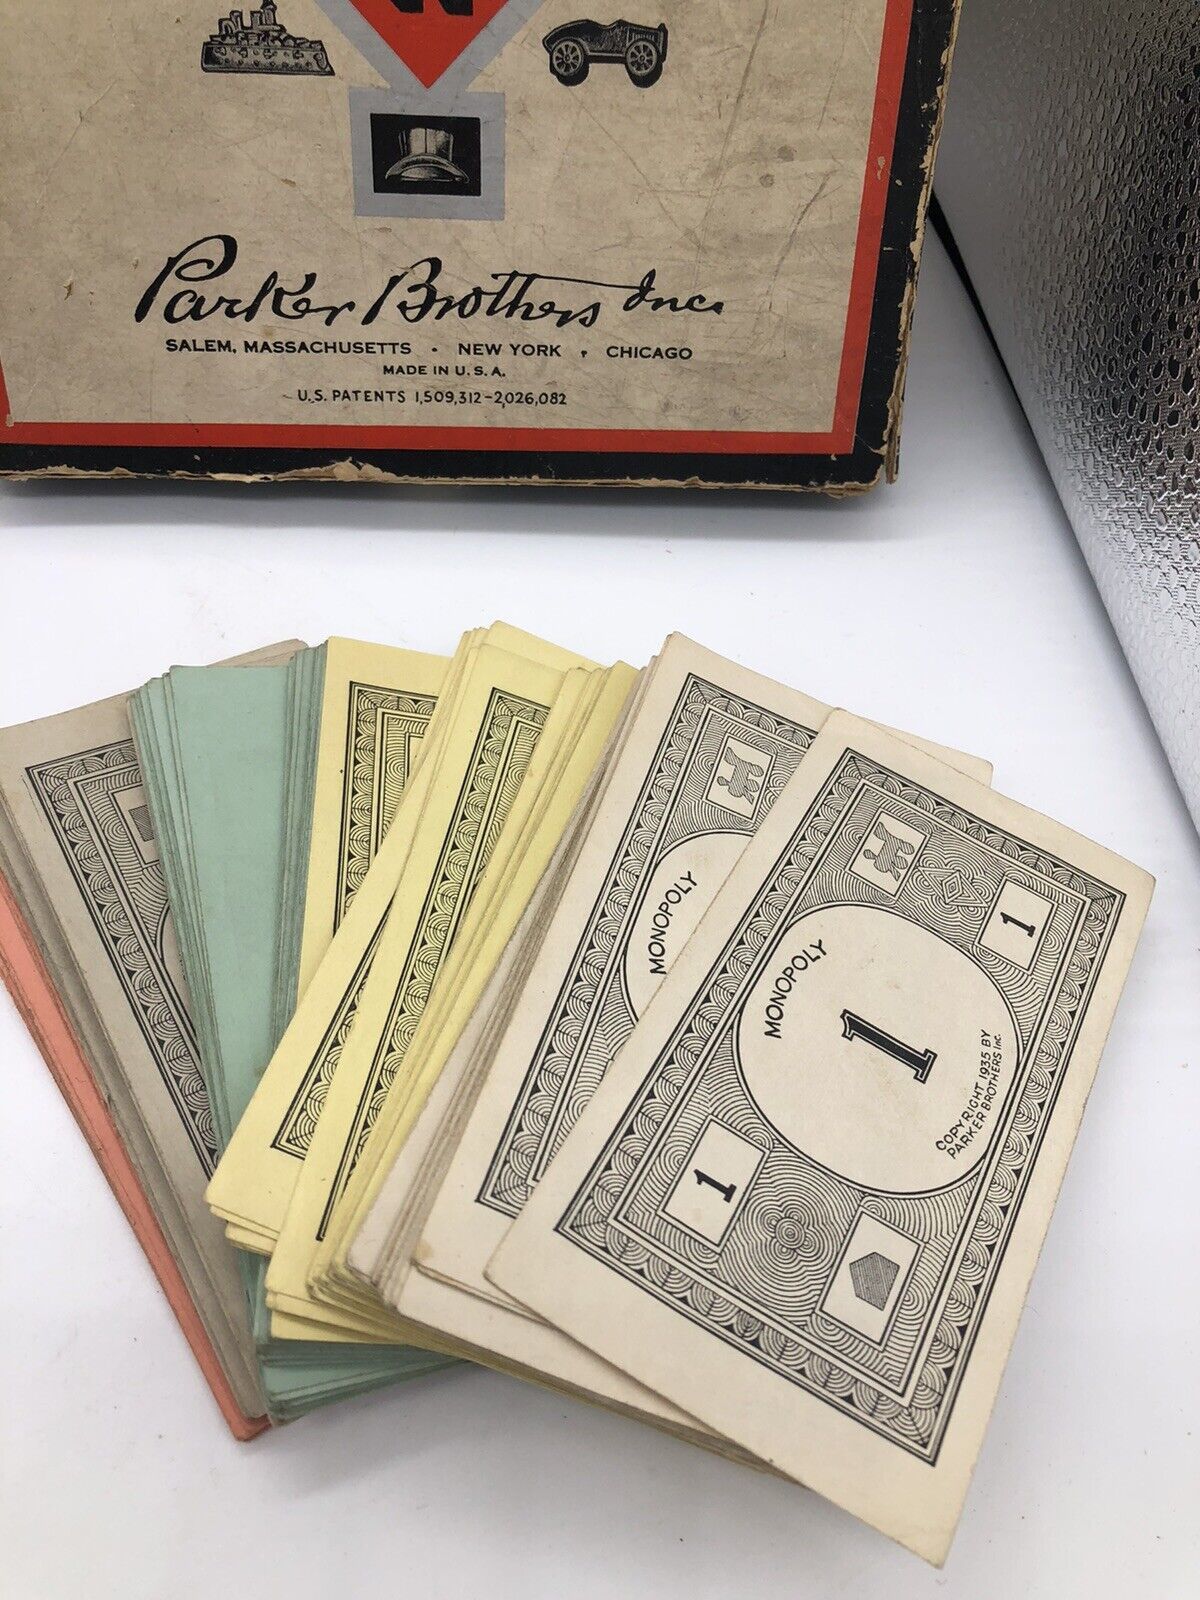 Parker Brothers Inc.
SALEM, MASSACHUSETTS • NEW YORK • CHICAGO
MADE IN U.S.A.
U.S. PATENTS 1,509,312-2,026,082
MONOPOLY
MONOPOLY
1
1
1
COPYRIGHT 1935 BY
PARKER BROTHERS Inc.